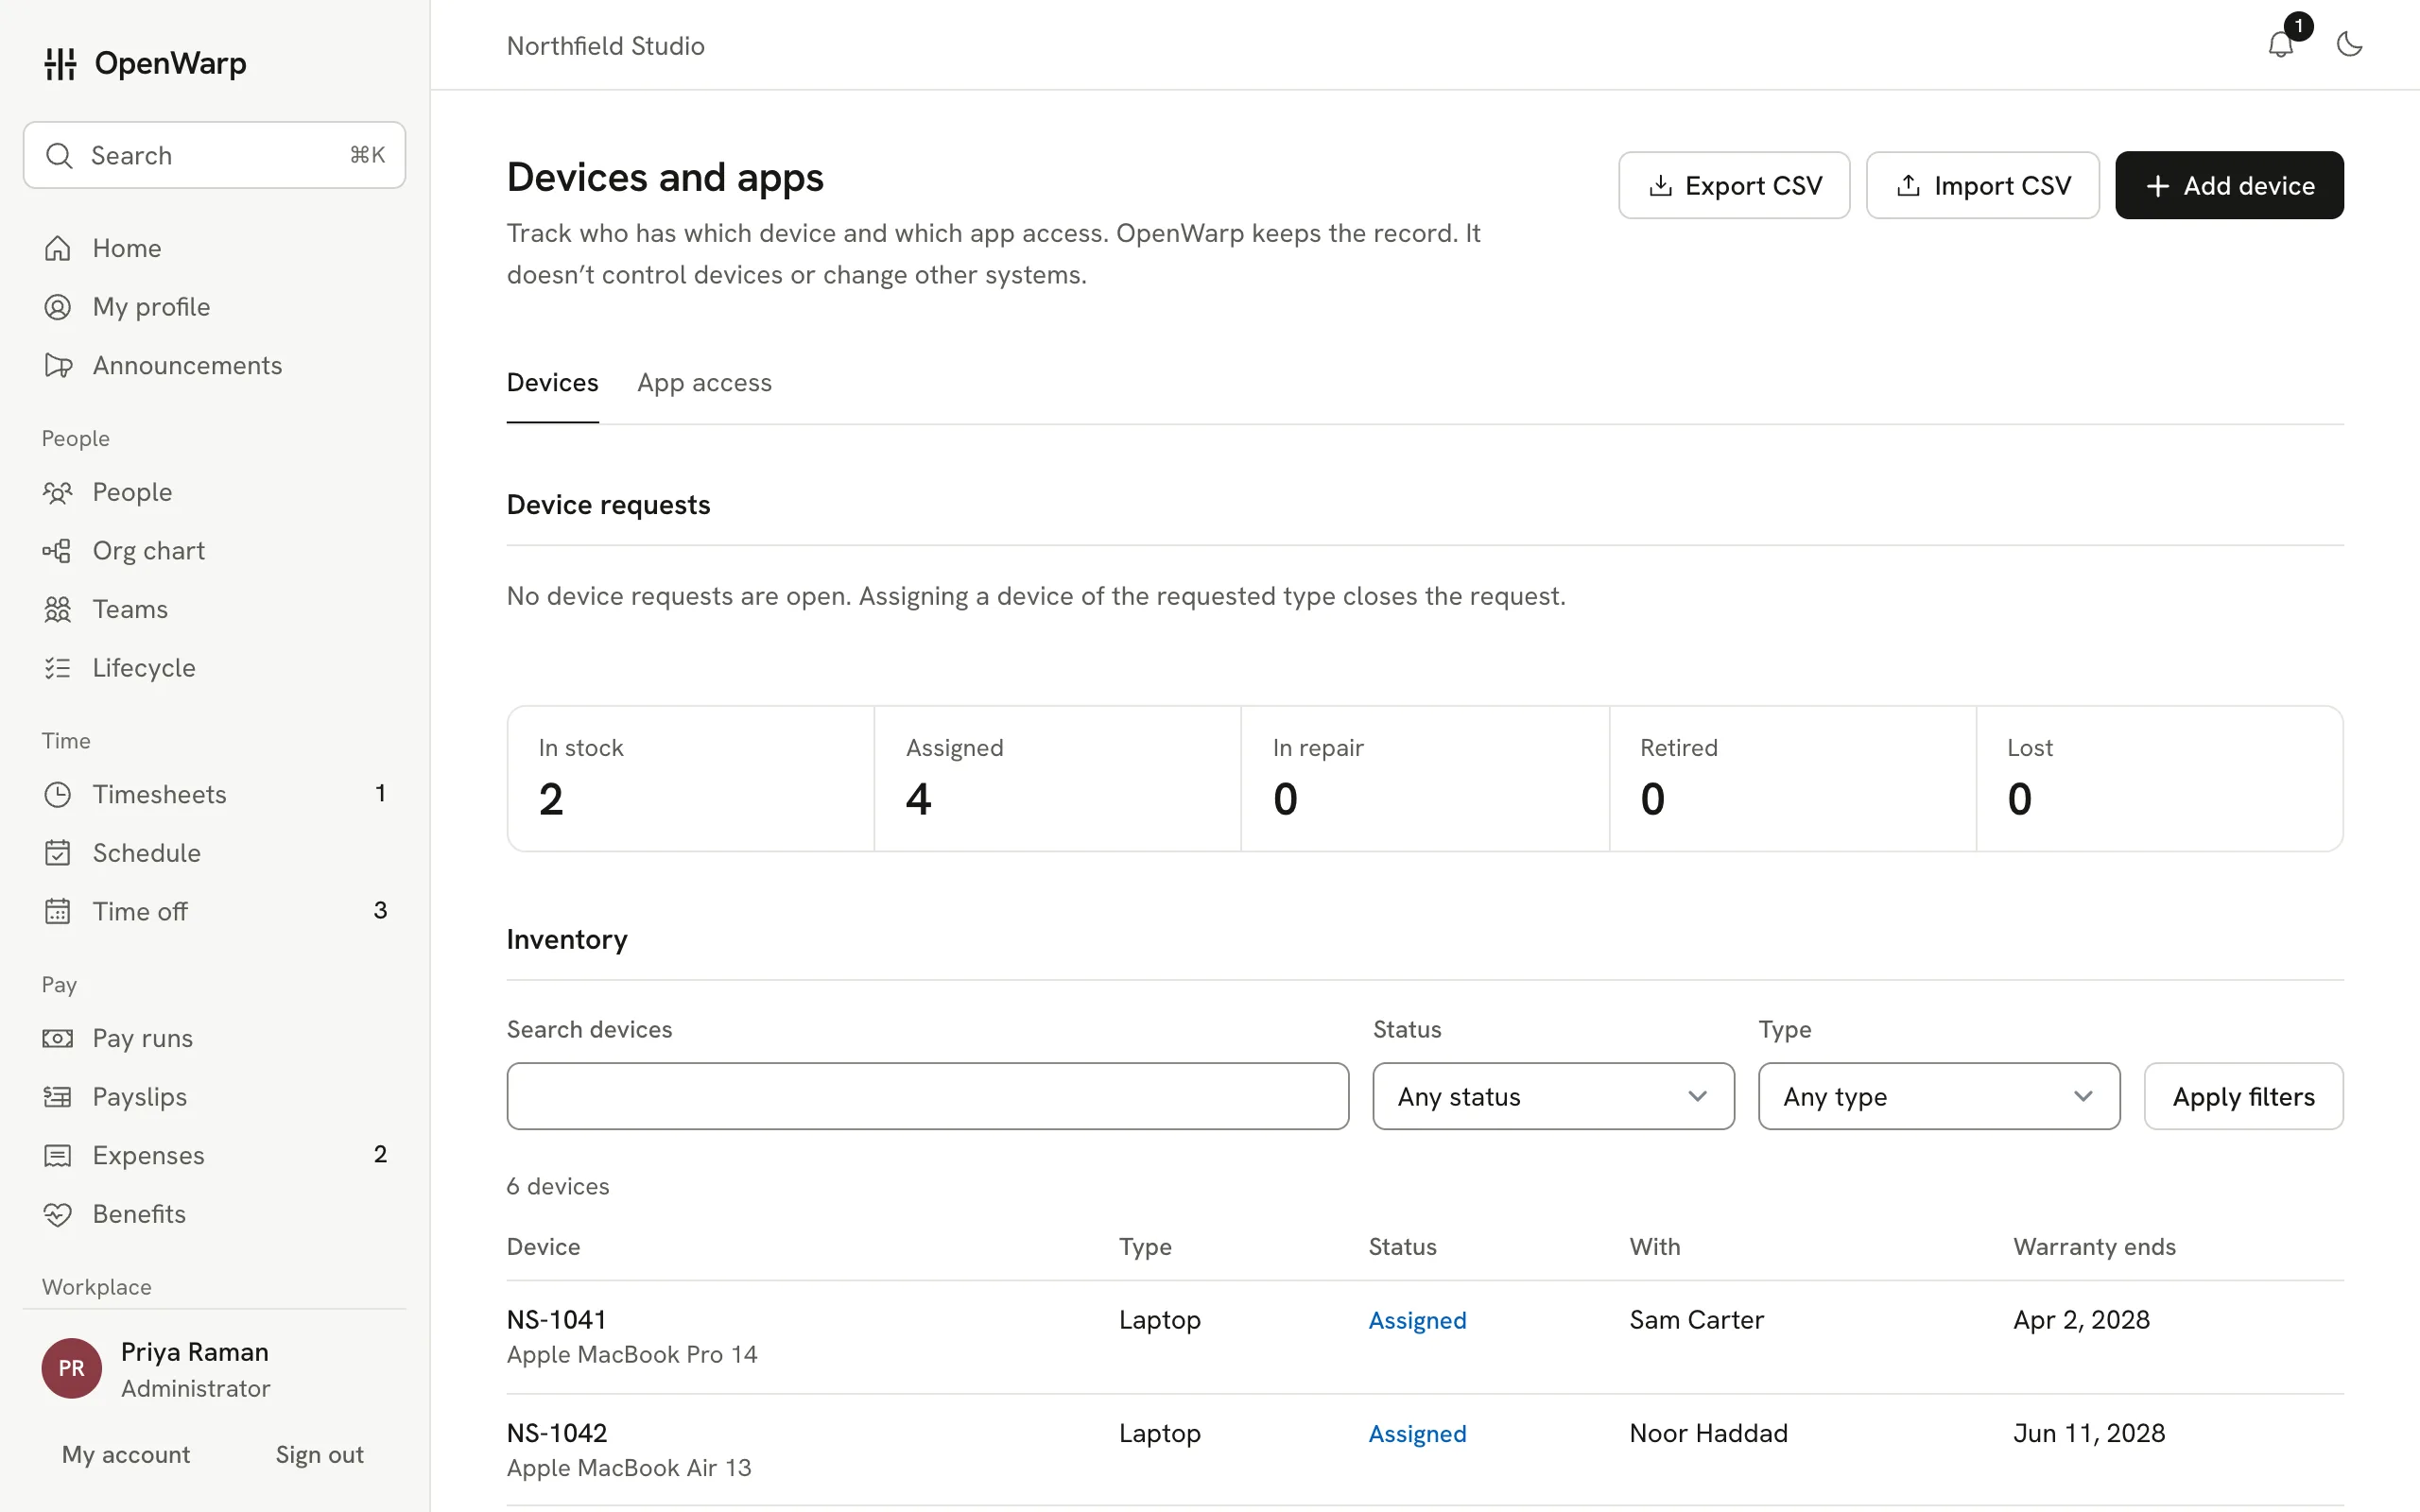 OpenWarp
Search ⌘K
Home
My profile
Announcements
People
People
Org chart
Teams
Lifecycle
Time
Timesheets 1
Schedule
Time off 3
Pay
Pay runs
Payslips
Expenses 2
Benefits
Workplace
PR
Priya Raman
Administrator
My account Sign out
Northfield Studio
1
Devices and apps
Track who has which device and which app access. OpenWarp keeps the record. It
doesn’t control devices or change other systems.
Export CSV Import CSV Add device
Devices App access
Device requests
No device requests are open. Assigning a device of the requested type closes the request.
In stock Assigned In repair Retired Lost
2 4 0 0 0
Inventory
Search devices Status Type
Any status Any type Apply filters
6 devices
Device Type Status With Warranty ends
NS-1041 Laptop Assigned Sam Carter Apr 2, 2028
Apple MacBook Pro 14
NS-1042 Laptop Assigned Noor Haddad Jun 11, 2028
Apple MacBook Air 13